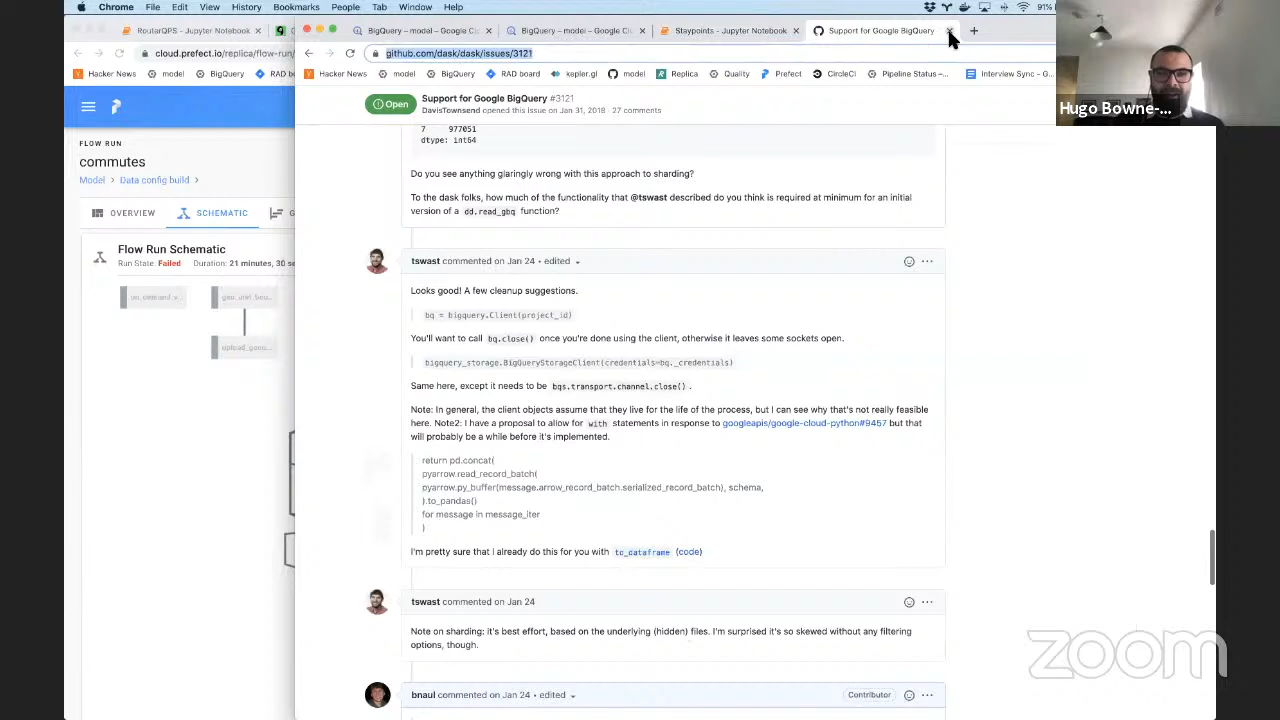 Chrome File Edit View History Bookmarks People Tab Window Help 91%
RouterQPS - Jupyter Notebook
BigQuery – model – Google C
BigQuery – model – Google Cl
Staypoints - Jupyter Notebook
Support for Google BigQuery
cloud.prefect.io/replica/flow-run/
github.com/dask/dask/issues/3121
Hacker News model BigQuery RAD
Hacker News model BigQuery RAD board kepler.gl model Replica Quality Prefect CircleCI Pipeline Status –... Interview Sync – G
Hugo Bowne-...
Open
Support for Google BigQuery #3121
DavisTownsend opened this issue on Jan 31, 2018 · 27 comments
FLOW RUN
commutes
Model > Data config build >
OVERVIEW SCHEMATIC G
Flow Run Schematic
Run State: Failed Duration: 21 minutes, 30 se
7 977051
dtype: int64
Do you see anything glaringly wrong with this approach to sharding?
To the dask folks, how much of the functionality that @tswast described do you think is required at minimum for an initial
version of a dd.read_gbq function?
tswast commented on Jan 24 • edited
Looks good! A few cleanup suggestions.
bq = bigquery.Client(project_id)
You'll want to call bq.close() once you're done using the client, otherwise it leaves some sockets open.
bigquery_storage.BigQueryStorageClient(credentials=bq._credentials)
Same here, except it needs to be bqs.transport.channel.close() .
Note: In general, the client objects assume that they live for the life of the process, but I can see why that's not really feasible
here. Note2: I have a proposal to allow for with statements in response to googleapis/google-cloud-python#9457 but that
will probably be a while before it's implemented.
return pd.concat(
pyarrow.read_record_batch(
pyarrow.py_buffer(message.arrow_record_batch.serialized_record_batch), schema,
).to_pandas()
for message in message_iter
)
I'm pretty sure that I already do this for you with to_dataframe (code)
tswast commented on Jan 24
Note on sharding: it's best effort, based on the underlying (hidden) files. I'm surprised it's so skewed without any filtering
options, though.
bnaul commented on Jan 24 • edited
Contributor
zoom